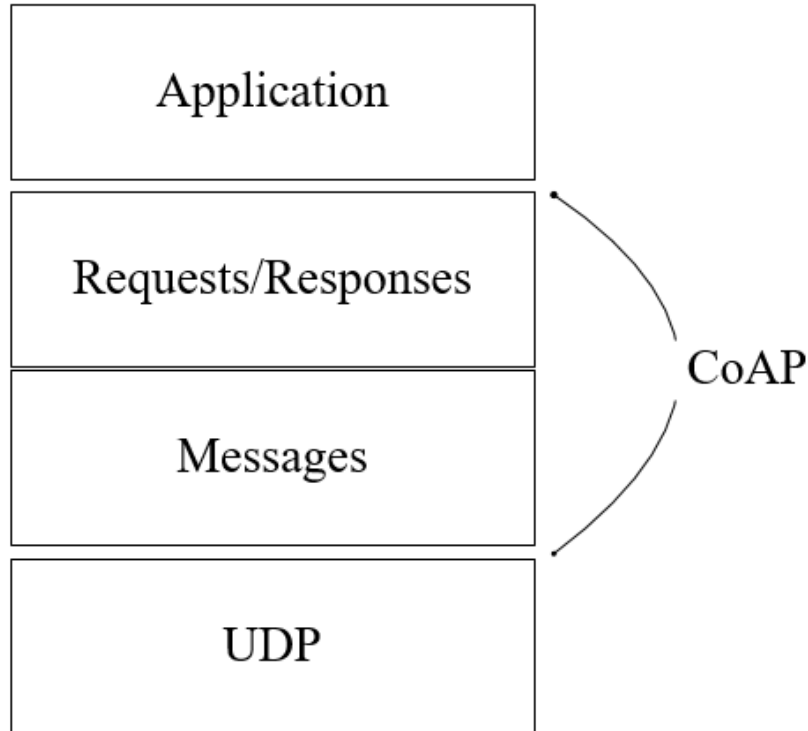 Application
Requests/Responses
CoAP
Messages
UDP